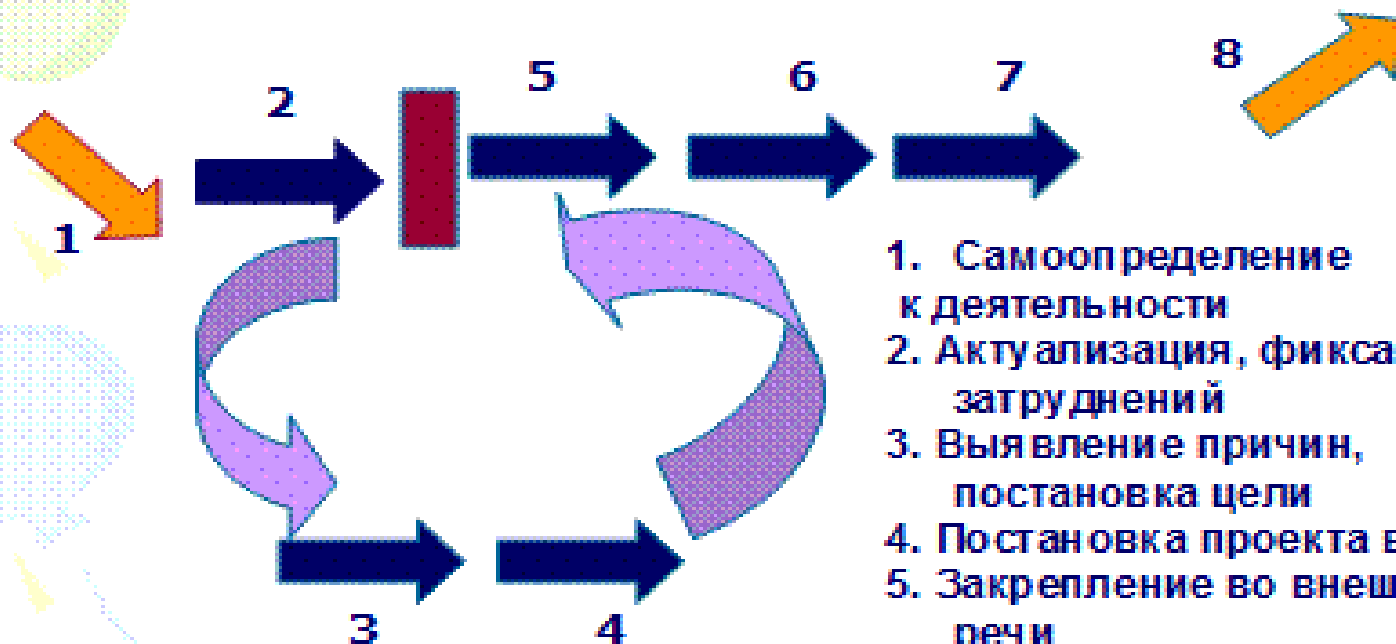 8
5
6
7
2
1
1. Самоопределение
к деятельности
2. Актуализация, фикса
затруднений
3. Выявление причин,
постановка цели
4. Постановка проекта в
5. Закрепление во внеш
речи
3
4